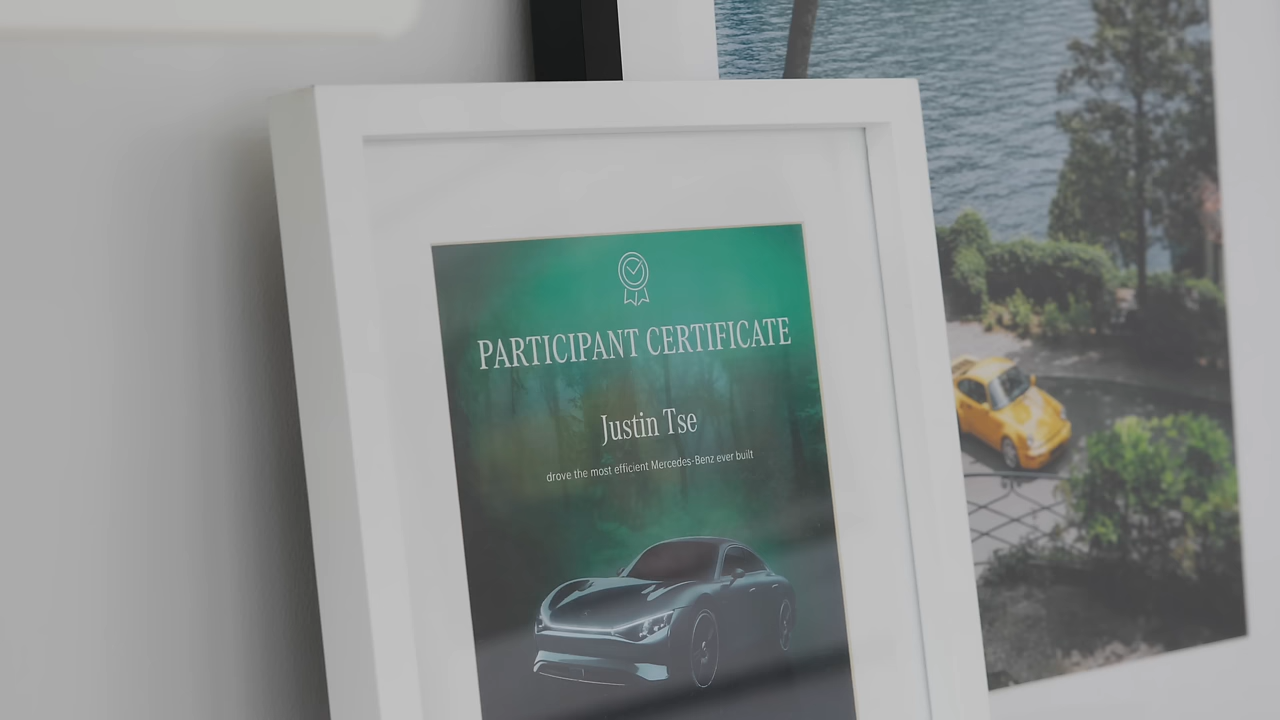 PARTICIPANT CERTIFICATE
Justin Tse
drove the most efficient Mercedes-Benz ever built